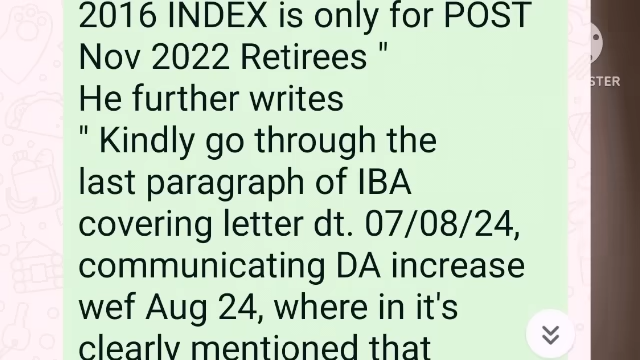 2016 INDEX is only for POST
Nov 2022 Retirees "
He further writes
" Kindly go through the
last paragraph of IBA
covering letter dt. 07/08/24,
communicating DA increase
wef Aug 24, where in it's
clearly mentioned that
STER